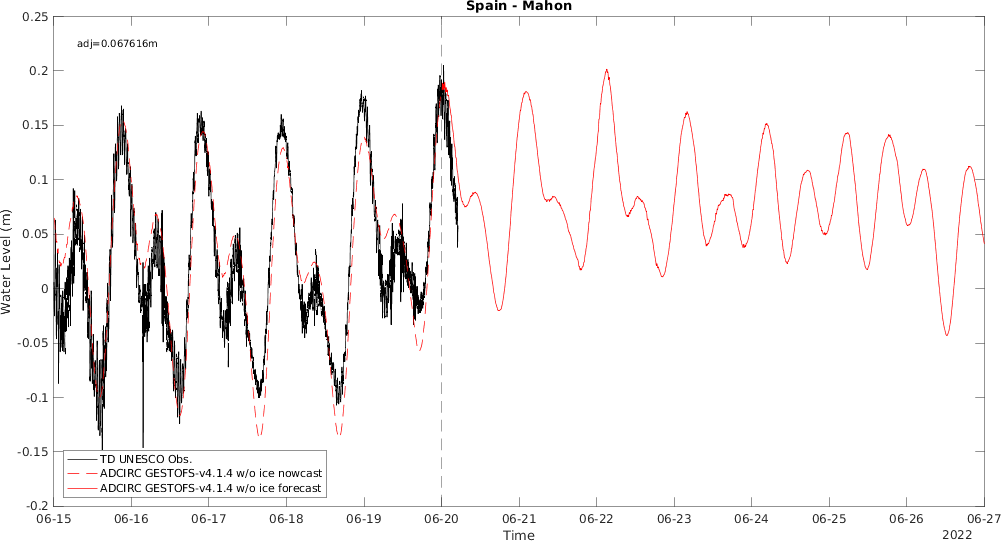 Spain - Mahon
adj=0.067616m
0.25
0.2
0.15
0.1
0.05
0
-0.05
-0.1
-0.15
-0.2
Water Level (m)
TD UNESCO Obs.
ADCIRC GESTOFS-v4.1.4 w/o ice nowcast
ADCIRC GESTOFS-v4.1.4 w/o ice forecast
06-15 06-16 06-17 06-18 06-19 06-20 06-21 06-22 06-23 06-24 06-25 06-26 06-27
Time
2022